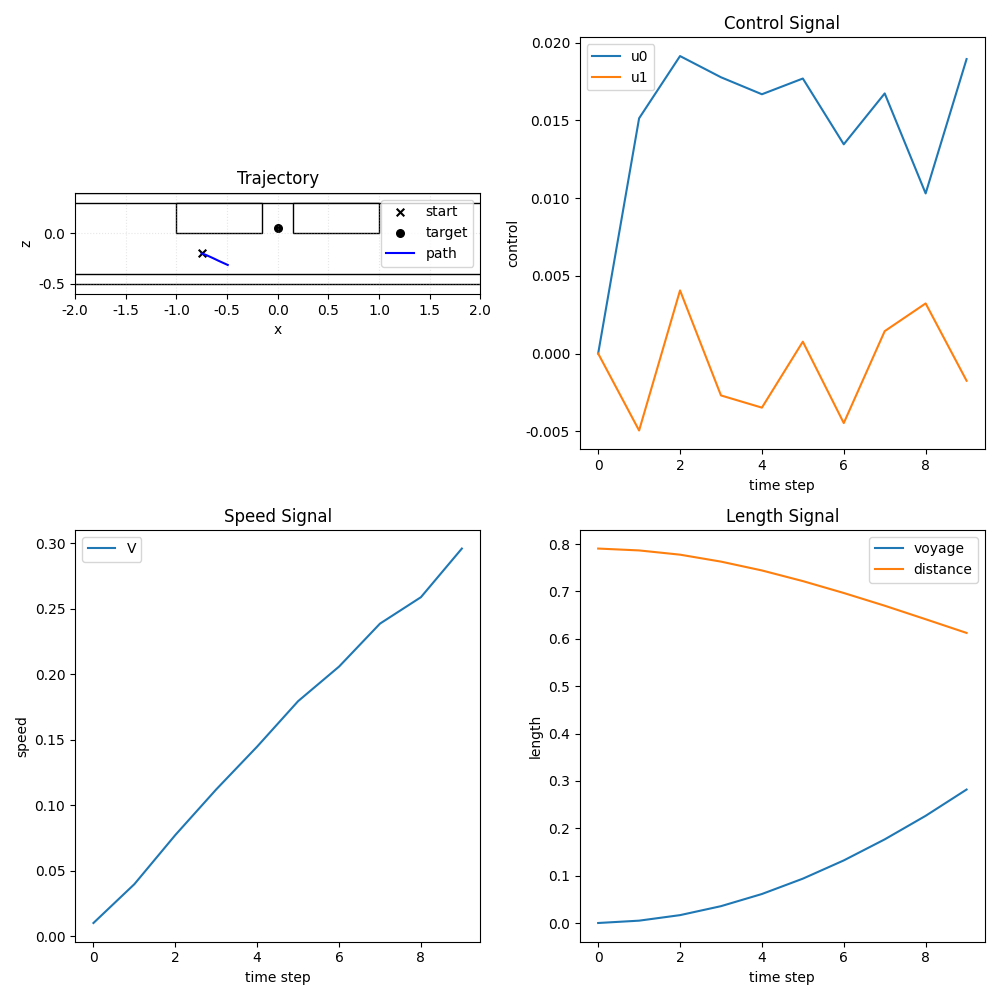 Trajectory
0.0
-0.5
z
-2.0 -1.5 -1.0 -0.5 0.0 0.5 1.0 1.5 2.0
x
start
target
path
Control Signal
0.020
0.015
0.010
0.005
0.000
-0.005
control
u0
u1
0 2 4 6 8
time step
Speed Signal
0.30
0.25
0.20
0.15
0.10
0.05
0.00
speed
V
0 2 4 6 8
time step
Length Signal
0.8
0.7
0.6
0.5
0.4
0.3
0.2
0.1
0.0
length
voyage
distance
0 2 4 6 8
time step